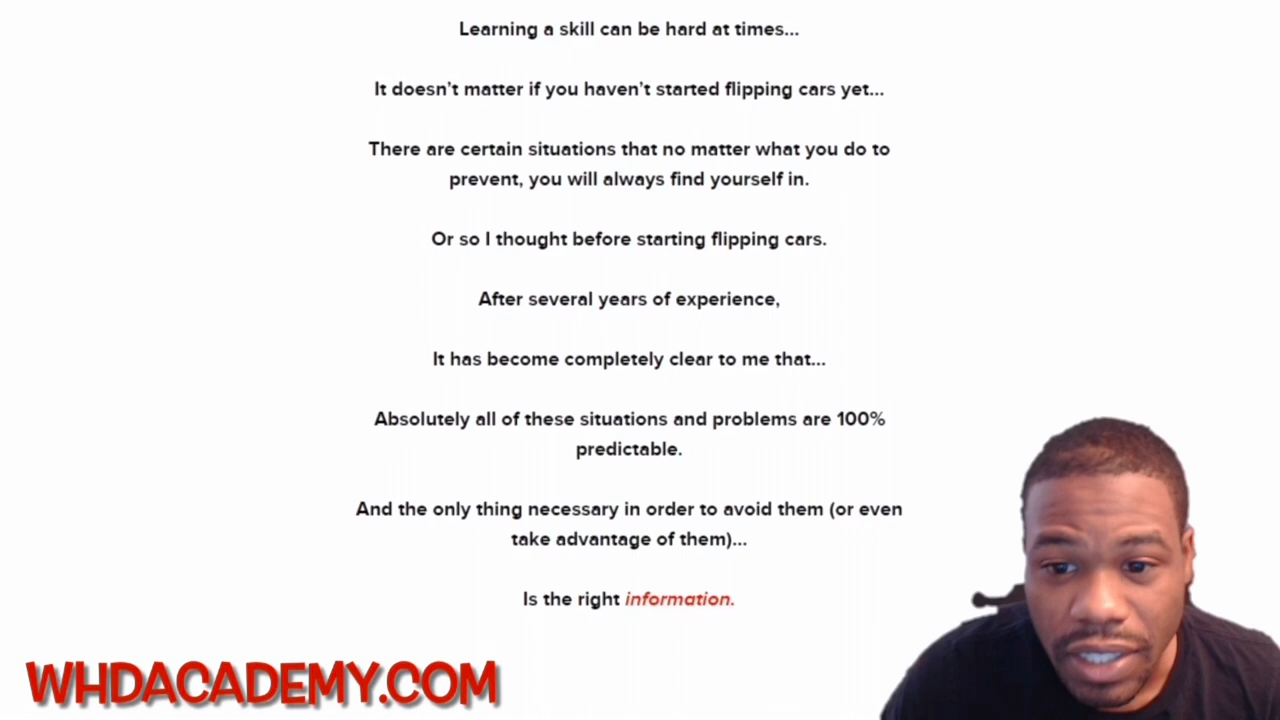 Learning a skill can be hard at times...
It doesn't matter if you haven't started flipping cars yet...
There are certain situations that no matter what you do to
prevent, you will always find yourself in.
Or so I thought before starting flipping cars.
After several years of experience,
It has become completely clear to me that...
Absolutely all of these situations and problems are 100%
predictable.
And the only thing necessary in order to avoid them (or even
take advantage of them)...
Is the right information.
WHDACADEMY.COM